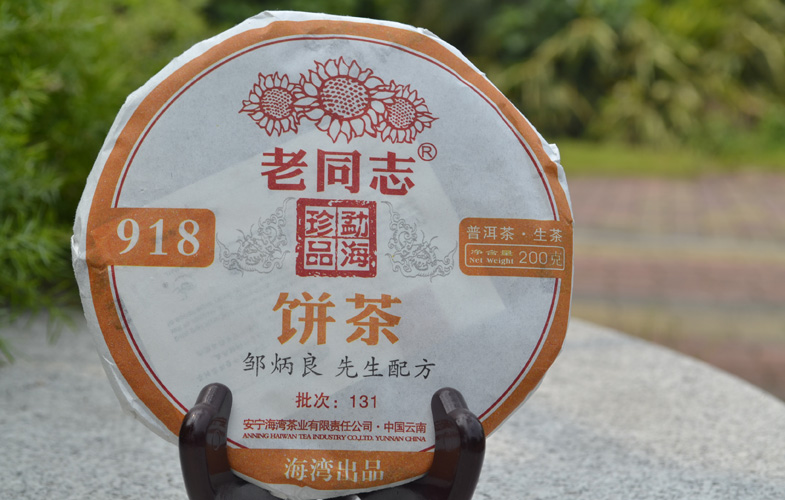 老同志®
918
勐海
珍品
普洱茶·生茶
净含量
Net Weight 200克
饼茶
邹炳良 先生配方
批次：131
安宁海湾茶业有限责任公司·中国云南
ANNING HAIWAN TEA INDUSTRY CO.,LTD. YUNNAN CHINA
海湾出品